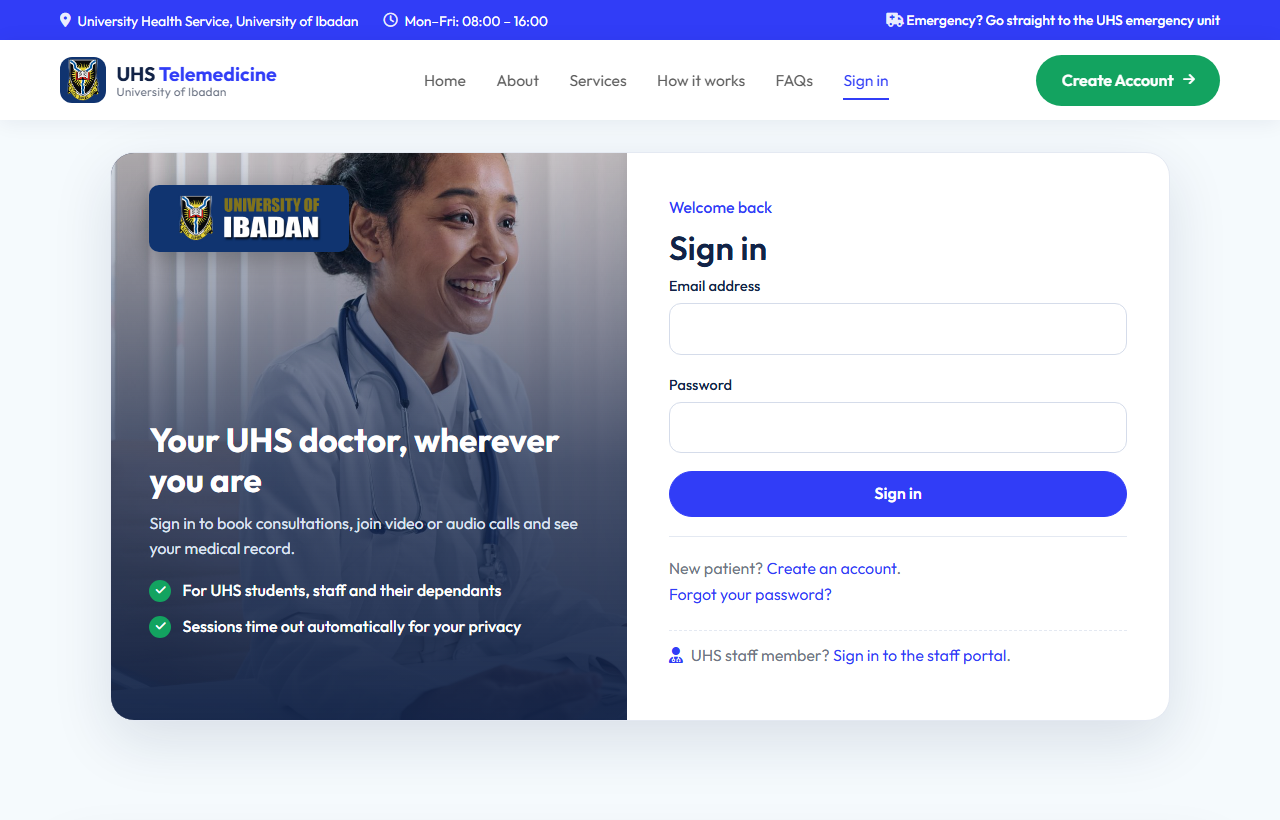 University Health Service, University of Ibadan
Mon–Fri: 08:00 – 16:00
Emergency? Go straight to the UHS emergency unit
UHS Telemedicine
University of Ibadan
Home
About
Services
How it works
FAQs
Sign in
Create Account
UNIVERSITY OF
IBADAN
Your UHS doctor, wherever
you are
Sign in to book consultations, join video or audio calls and see
your medical record.
For UHS students, staff and their dependants
Sessions time out automatically for your privacy
Welcome back
Sign in
Email address
Password
Sign in
New patient? Create an account.
Forgot your password?
UHS staff member? Sign in to the staff portal.